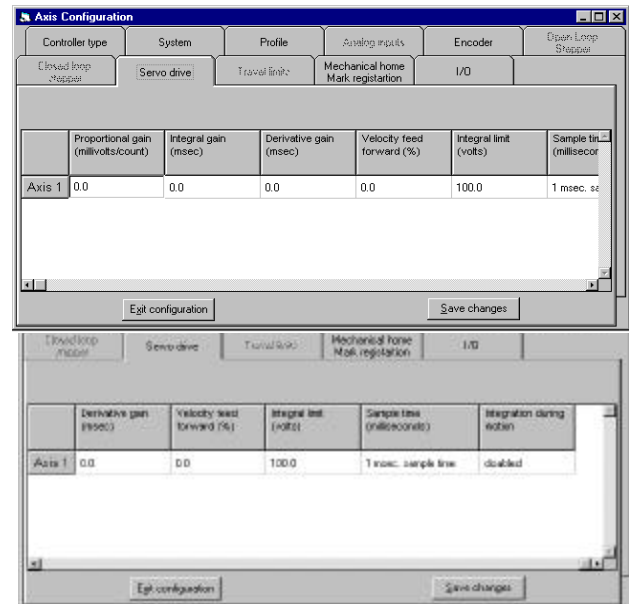 Axis Configuration
Controller type System Profile Analog inputs Encoder Open Loop
Stepper
Closed loop
stepper Servo drive Travel limits Mechanical home
Mark registartion I/O
Proportional gain
(millivolts/count) Integral gain
(msec) Derivative gain
(msec) Velocity feed
forward (%) Integral limit
(volts) Sample tim
(millisecor
Axis 1 0.0 0.0 0.0 0.0 100.0 1 msec. sa
Exit configuration Save changes
Closed loop
stepper Servo drive Travel limits Mechanical home
Mark registartion I/O
Derivative gain
(msec) Velocity feed
forward (%) Integral limit
(volts) Sample time
(milliseconds) Integration during
motion
Axis 1 0.0 0.0 100.0 1 msec. sample time disabled
Exit configuration Save changes